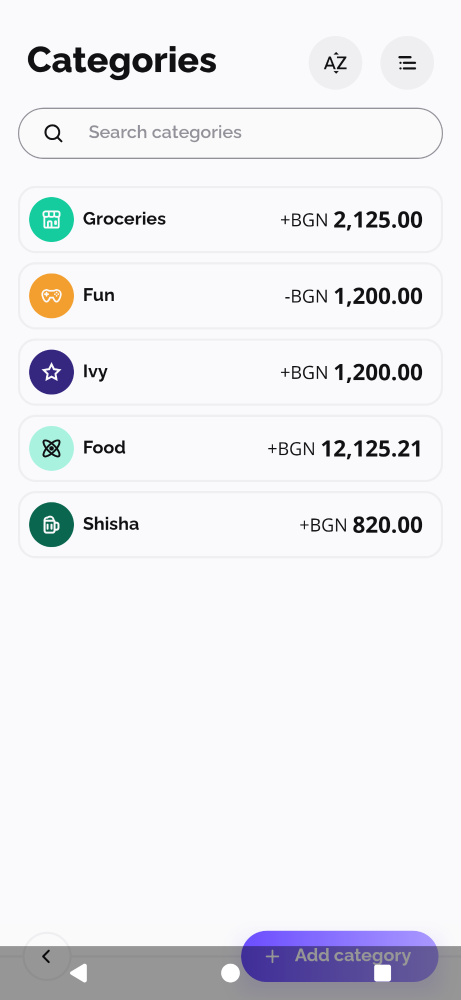 Categories
AZ
Search categories
Groceries +BGN 2,125.00
Fun -BGN 1,200.00
Ivy +BGN 1,200.00
Food +BGN 12,125.21
Shisha +BGN 820.00
+ Add category